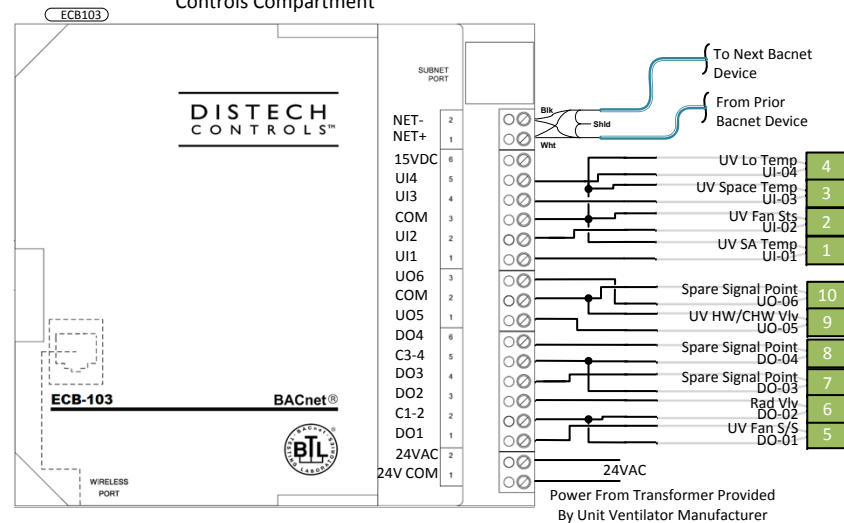 Controls Compartment
ECB103
DISTECH
CONTROLS™
SUBNET
PORT
NET- 2
NET+ 1
15VDC 6
UI4 5
UI3 4
COM 3
UI2 2
UI1 1
UO6 3
COM 2
UO5 1
DO4 6
C3-4 5
DO3 4
DO2 3
C1-2 2
DO1 1
24VAC 2
24V COM 1
ECB-103 BACnet®
BACnet
BTL
TESTING LABORATORIES
WIRELESS
PORT
Blk
Shld
Wht
To Next Bacnet
Device
From Prior
Bacnet Device
UV Lo Temp
UI-04
4
UV Space Temp
UI-03
3
UV Fan Sts
UI-02
2
UV SA Temp
UI-01
1
Spare Signal Point
UO-06
10
UV HW/CHW Vlv
UO-05
9
Spare Signal Point
DO-04
8
Spare Signal Point
DO-03
7
Rad Vlv
DO-02
6
UV Fan S/S
DO-01
5
24VAC
Power From Transformer Provided
By Unit Ventilator Manufacturer